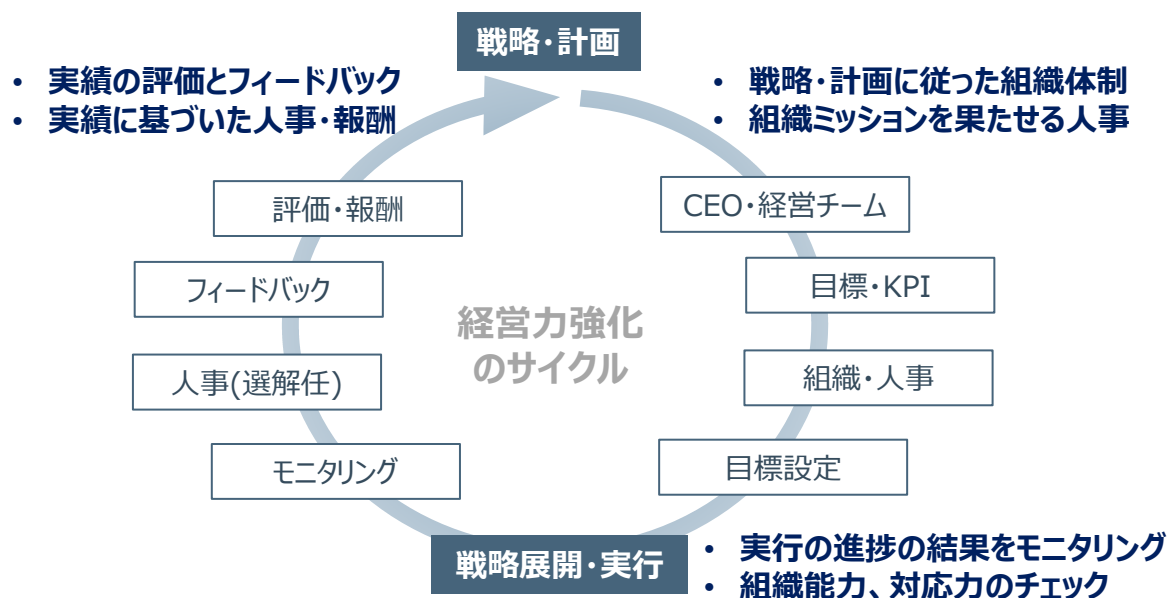 戦略・計画
• 実績の評価とフィードバック
• 実績に基づいた人事・報酬
• 戦略・計画に従った組織体制
• 組織ミッションを果たせる人事
CEO・経営チーム
目標・KPI
組織・人事
目標設定
経営力強化
のサイクル
評価・報酬
フィードバック
人事(選解任)
モニタリング
戦略展開・実行
• 実行の進捗の結果をモニタリング
• 組織能力、対応力のチェック